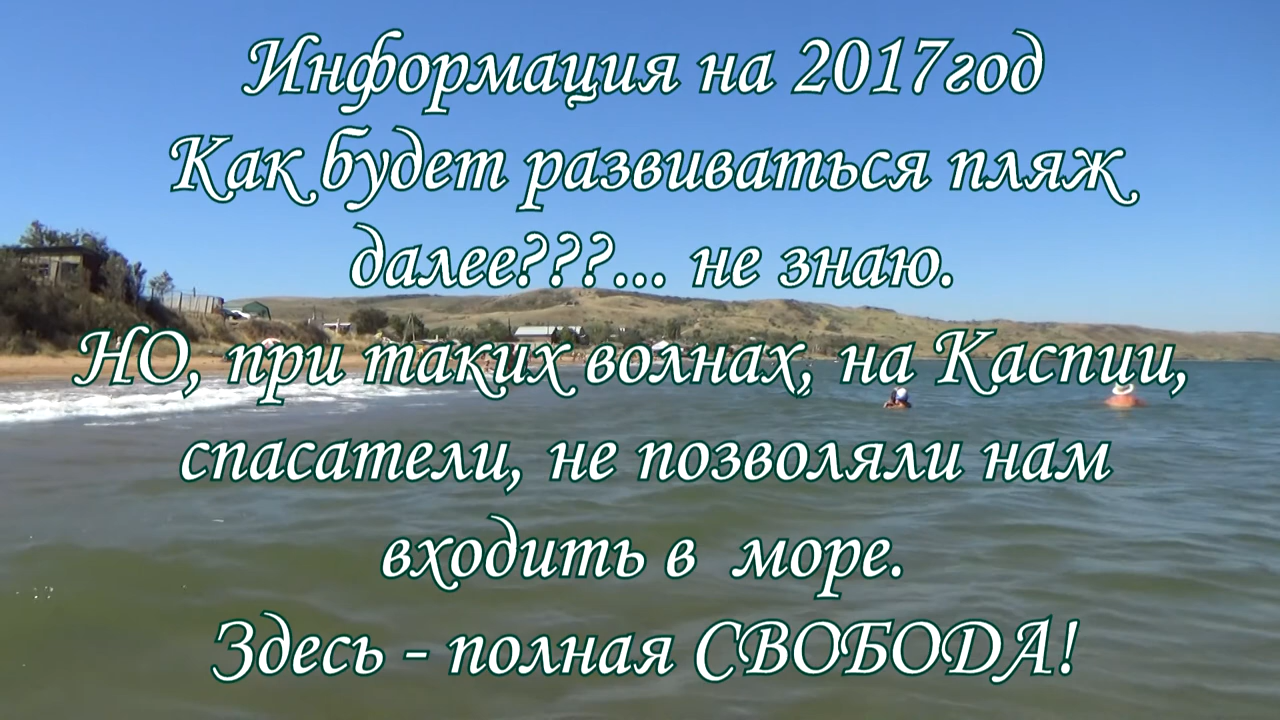 Информация на 2017год
Как будет развиваться пляж
далее???... не знаю.
НО, при таких волнах, на Каспии,
спасатели, не позволяли нам
входить в море.
Здесь - полная СВОБОДА!